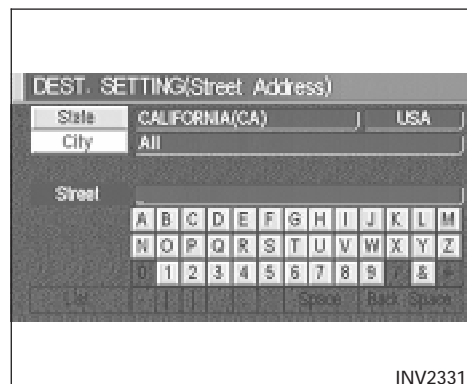 DEST. SETTING(Street Address)
State CALIFORNIA(CA) USA
City All
Street
A B C D E F G H I J K L M
N O P Q R S T U V W X Y Z
0 1 2 3 4 5 6 7 8 9 &
List Space Back Space
INV2331